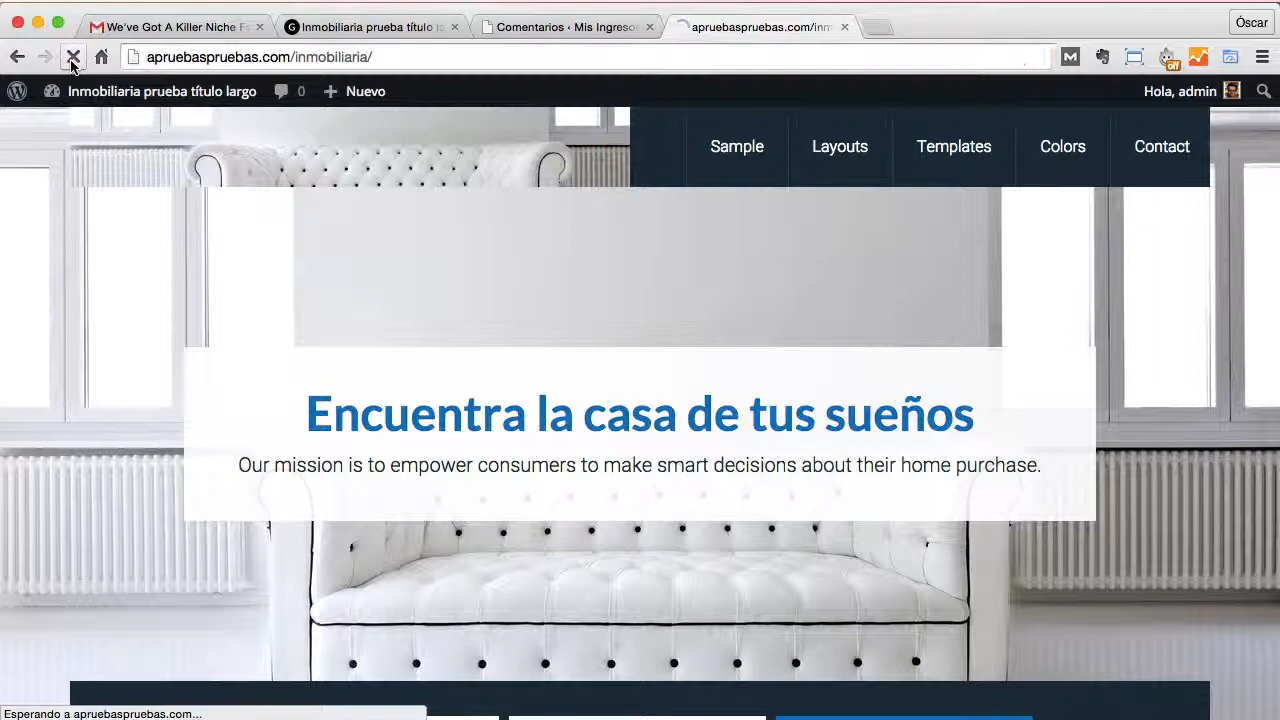 We've Got A Killer Niche F
Inmobiliaria prueba título
Comentarios ‹ Mis Ingreso
apruebaspruebas.com/inm
Óscar
apruebaspruebas.com/inmobiliaria/
off
Inmobiliaria prueba título largo
0
Nuevo
Hola, admin
Sample
Layouts
Templates
Colors
Contact
Encuentra la casa de tus sueños
Our mission is to empower consumers to make smart decisions about their home purchase.
Esperando a apruebaspruebas.com...